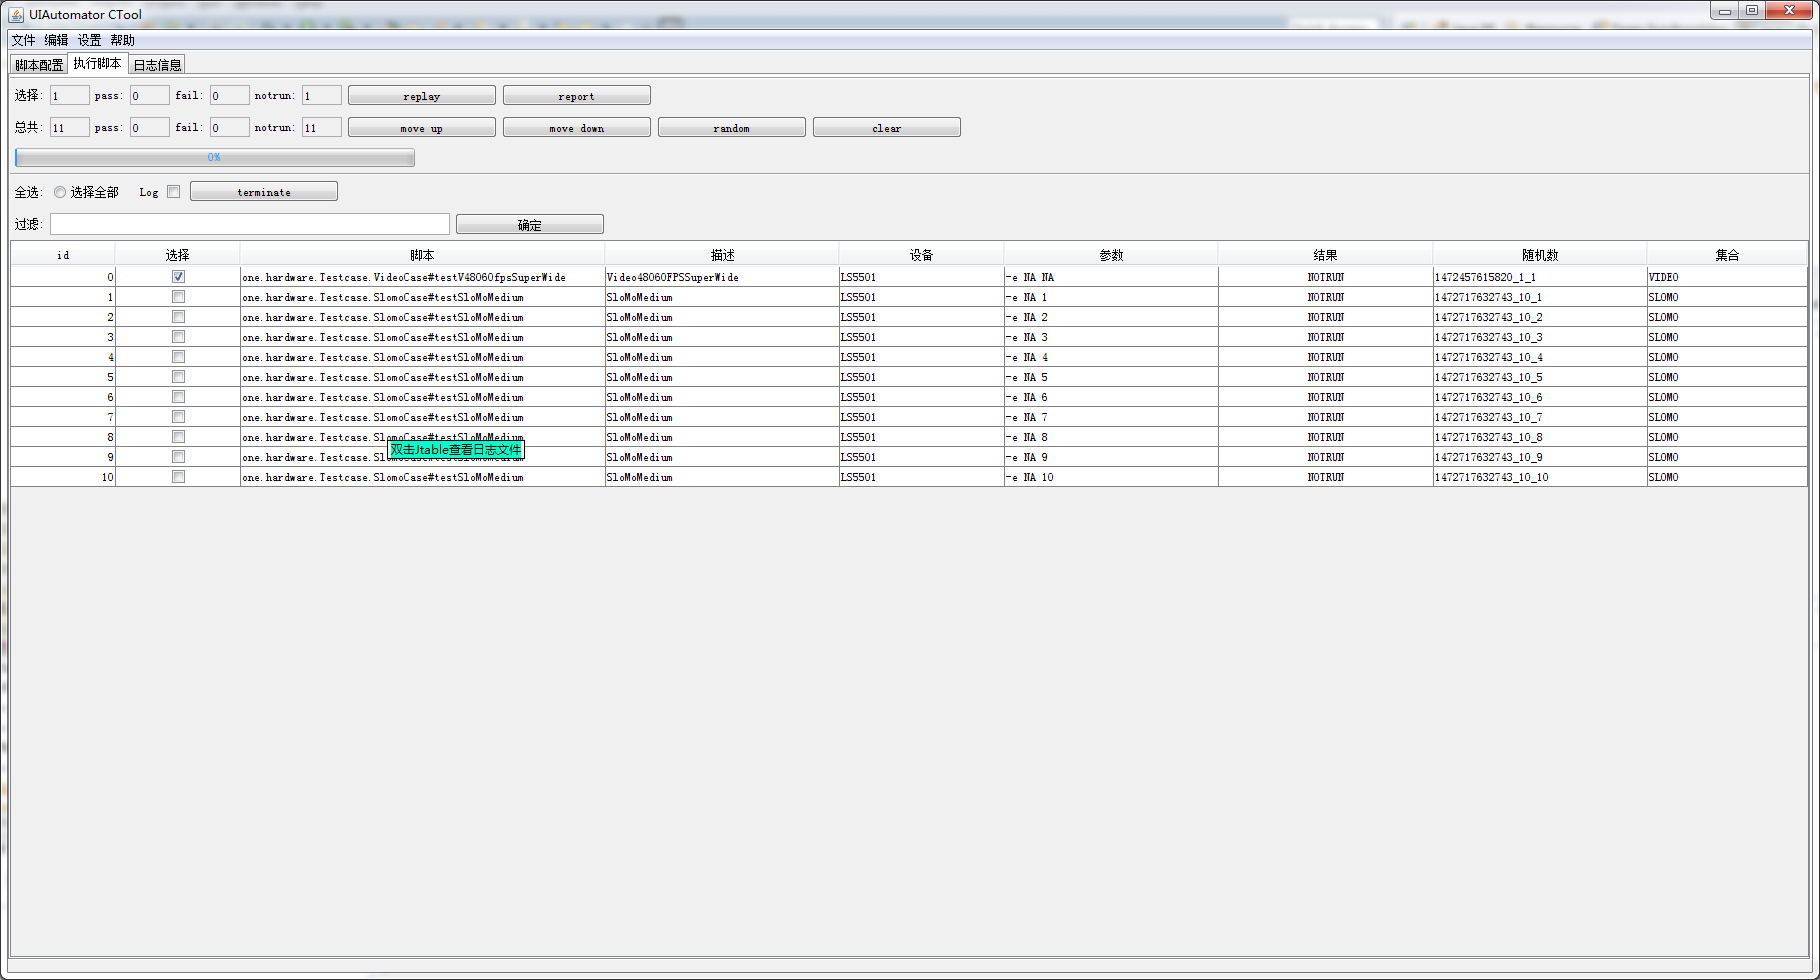 UIAutomator CTool
文件 编辑 设置 帮助
脚本配置 执行脚本 日志信息
选择: 1 pass: 0 fail: 0 notrun: 1 replay report
总共: 11 pass: 0 fail: 0 notrun: 11 move up move down random clear
0%
全选: 选择全部 Log terminate
过滤: 确定
id 选择 脚本 描述 设备 参数 结果 随机数 集合
0 one.hardware.Testcase.VideoCase#testV48060fpsSuperWide Video48060FPSSuperWide LS5501 -e NA NA NOTRUN 1472457615820_1_1 VIDEO
1 one.hardware.Testcase.SlomoCase#testSloMoMedium SloMoMedium LS5501 -e NA 1 NOTRUN 1472717632743_10_1 SLOMO
2 one.hardware.Testcase.SlomoCase#testSloMoMedium SloMoMedium LS5501 -e NA 2 NOTRUN 1472717632743_10_2 SLOMO
3 one.hardware.Testcase.SlomoCase#testSloMoMedium SloMoMedium LS5501 -e NA 3 NOTRUN 1472717632743_10_3 SLOMO
4 one.hardware.Testcase.SlomoCase#testSloMoMedium SloMoMedium LS5501 -e NA 4 NOTRUN 1472717632743_10_4 SLOMO
5 one.hardware.Testcase.SlomoCase#testSloMoMedium SloMoMedium LS5501 -e NA 5 NOTRUN 1472717632743_10_5 SLOMO
6 one.hardware.Testcase.SlomoCase#testSloMoMedium SloMoMedium LS5501 -e NA 6 NOTRUN 1472717632743_10_6 SLOMO
7 one.hardware.Testcase.SlomoCase#testSloMoMedium SloMoMedium LS5501 -e NA 7 NOTRUN 1472717632743_10_7 SLOMO
8 one.hardware.Testcase.SlomoCase#testSloMoMedium SloMoMedium LS5501 -e NA 8 NOTRUN 1472717632743_10_8 SLOMO
双击Jtable查看日志文件
9 one.hardware.Testcase.SlomoCase#testSloMoMedium SloMoMedium LS5501 -e NA 9 NOTRUN 1472717632743_10_9 SLOMO
10 one.hardware.Testcase.SlomoCase#testSloMoMedium SloMoMedium LS5501 -e NA 10 NOTRUN 1472717632743_10_10 SLOMO